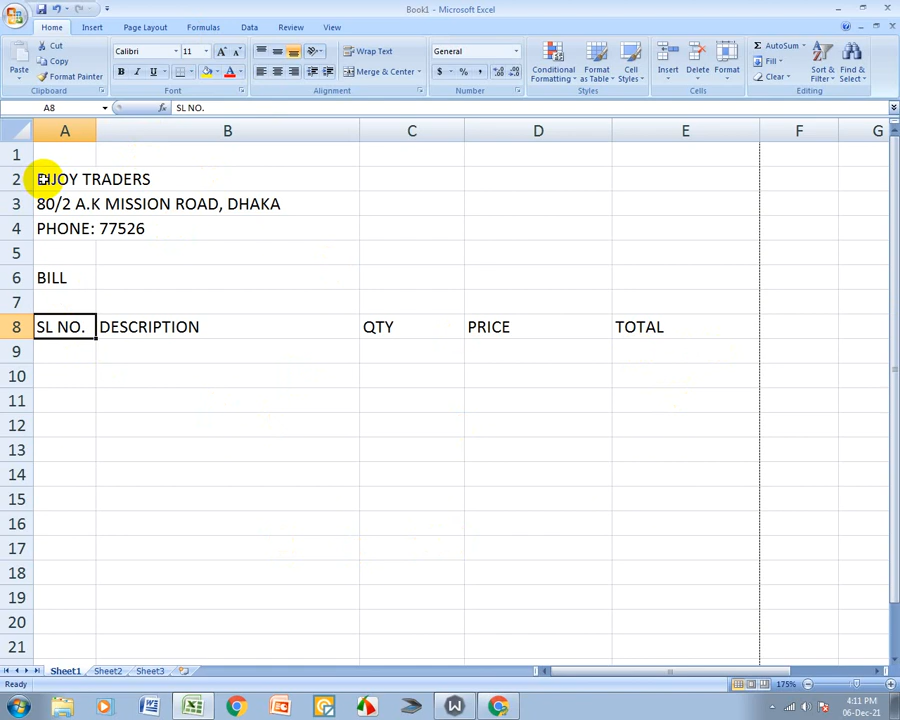 Book1 - Microsoft Excel
Home Insert Page Layout Formulas Data Review View
Paste
Cut
Copy
Format Painter
Clipboard
Calibri 11
B I U
Font
Wrap Text
Merge & Center
Alignment
General
$ % ,
Number
Conditional Formatting
Format as Table
Cell Styles
Styles
Insert Delete Format
Cells
AutoSum
Fill
Clear
Sort & Filter
Find & Select
Editing
A8 fx SL NO.
A B C D E F G
1
2 ENJOY TRADERS
3 80/2 A.K MISSION ROAD, DHAKA
4 PHONE: 77526
5
6 BILL
7
8 SL NO. DESCRIPTION QTY PRICE TOTAL
9
10
11
12
13
14
15
16
17
18
19
20
21
Sheet1 Sheet2 Sheet3
Ready 175%
4:11 PM
06-Dec-21